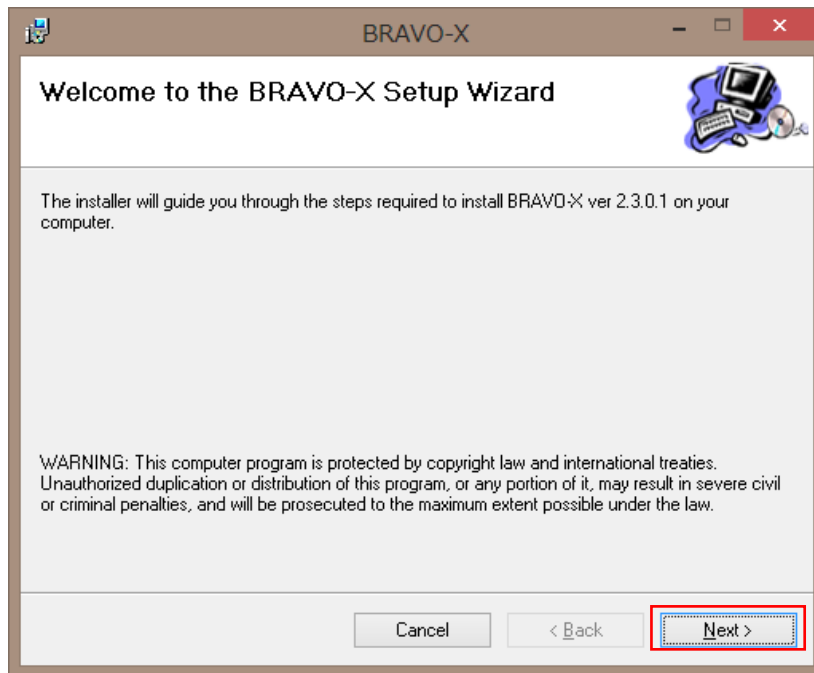 BRAVO-X
Welcome to the BRAVO-X Setup Wizard
The installer will guide you through the steps required to install BRAVO-X ver 2.3.0.1 on your
computer.
WARNING: This computer program is protected by copyright law and international treaties.
Unauthorized duplication or distribution of this program, or any portion of it, may result in severe civil
or criminal penalties, and will be prosecuted to the maximum extent possible under the law.
Cancel < Back Next >